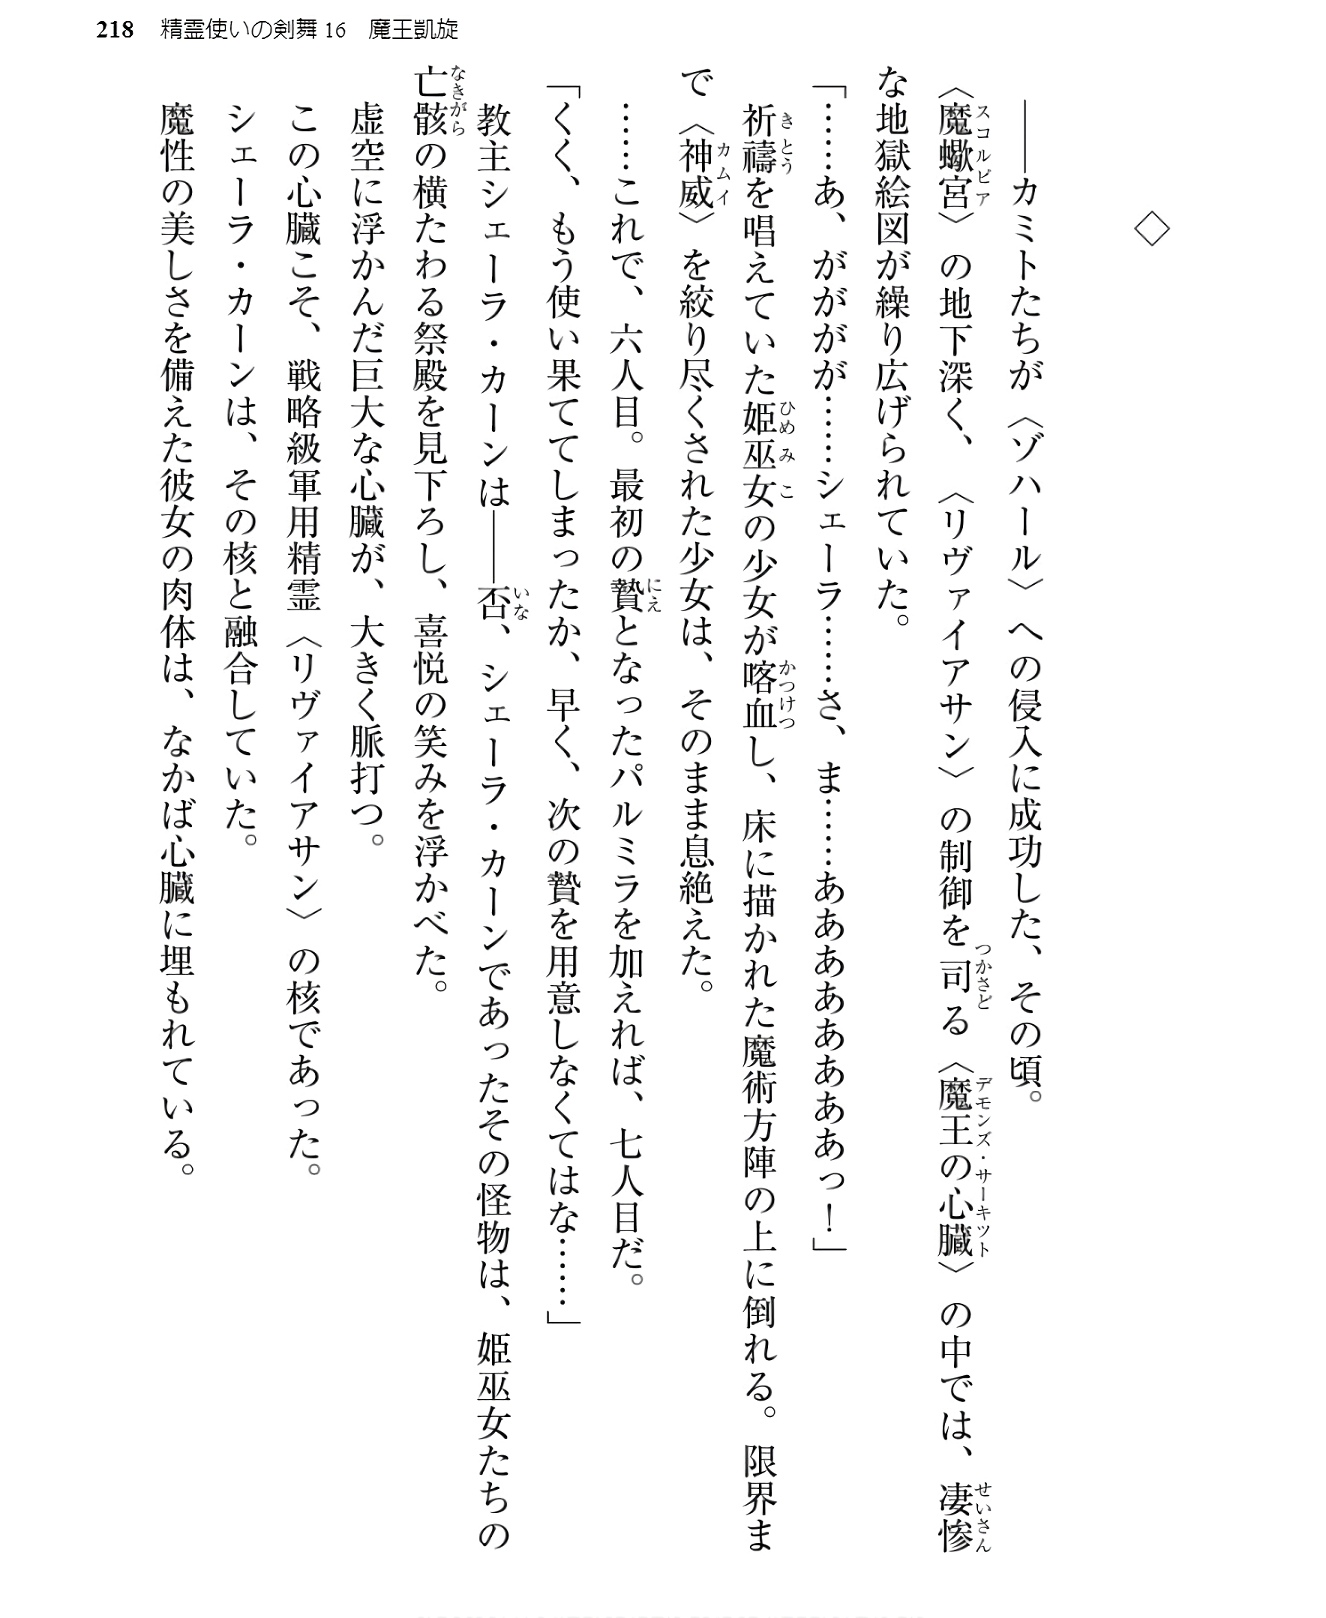 218　精霊使いの剣舞16　魔王凱旋
◇
――カミトたちが〈ゾハール〉への侵入に成功した、その頃。
〈魔蠍宮〉の地下深く、〈リヴァイアサン〉の制御を司る〈魔王の心臓〉の中では、凄惨
スコルピア　つかさど　デモンズ・サーキット　せいさん
な地獄絵図が繰り広げられていた。
「……あ、がががが……シェーラ……さ、ま……ああああああああっ！」
祈禱を唱えていた姫巫女の少女が喀血し、床に描かれた魔術方陣の上に倒れる。限界ま
きとう　ひめみこ　かつけつ
で〈神威〉を絞り尽くされた少女は、そのまま息絶えた。
カムイ
……これで、六人目。最初の贄となったパルミラを加えれば、七人目だ。
にえ
「くく、もう使い果ててしまったか、早く、次の贄を用意しなくてはな……」
教主シェーラ・カーンは――否、シェーラ・カーンであったその怪物は、姫巫女たちの
いな
亡骸の横たわる祭殿を見下ろし、喜悦の笑みを浮かべた。
なきがら
虚空に浮かんだ巨大な心臓が、大きく脈打つ。
この心臓こそ、戦略級軍用精霊〈リヴァイアサン〉の核であった。
シェーラ・カーンは、その核と融合していた。
魔性の美しさを備えた彼女の肉体は、なかば心臓に埋もれている。